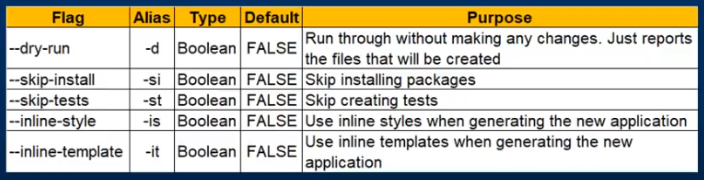 Flag Alias Type Default Purpose
--dry-run -d Boolean FALSE Run through without making any changes. Just reports
the files that will be created
--skip-install -si Boolean FALSE Skip installing packages
--skip-tests -st Boolean FALSE Skip creating tests
--inline-style -is Boolean FALSE Use inline styles when generating the new application
--inline-template -it Boolean FALSE Use inline templates when generating the new
application